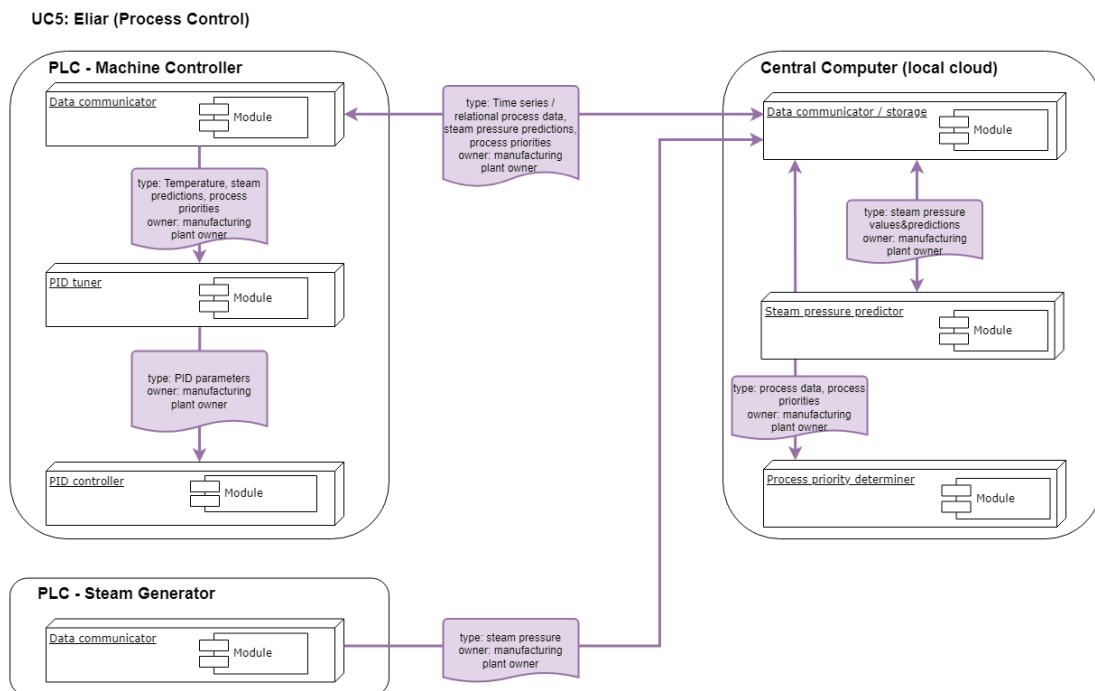 UC5: Eliar (Process Control)
PLC - Machine Controller
Data communicator
Module
type: Temperature, steam
predictions, process
priorities
owner: manufacturing
plant owner
PID tuner
Module
type: PID parameters
owner: manufacturing
plant owner
PID controller
Module
type: Time series /
relational process data,
steam pressure predictions,
process priorities
owner: manufacturing
plant owner
Central Computer (local cloud)
Data communicator / storage
Module
type: steam pressure
values&predictions
owner: manufacturing
plant owner
Steam pressure predictor
Module
type: process data, process
priorities
owner: manufacturing
plant owner
Process priority determiner
Module
PLC - Steam Generator
Data communicator
Module
type: steam pressure
owner: manufacturing
plant owner